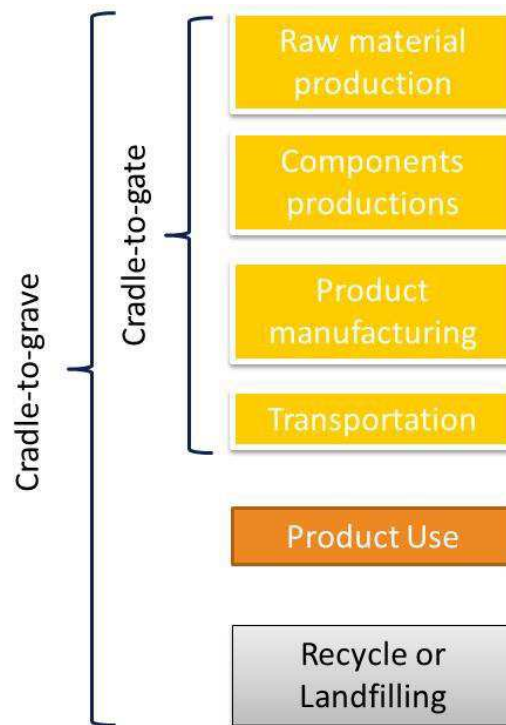 Cradle-to-grave
Cradle-to-gate
Raw material
production
Components
productions
Product
manufacturing
Transportation
Product Use
Recycle or
Landfilling